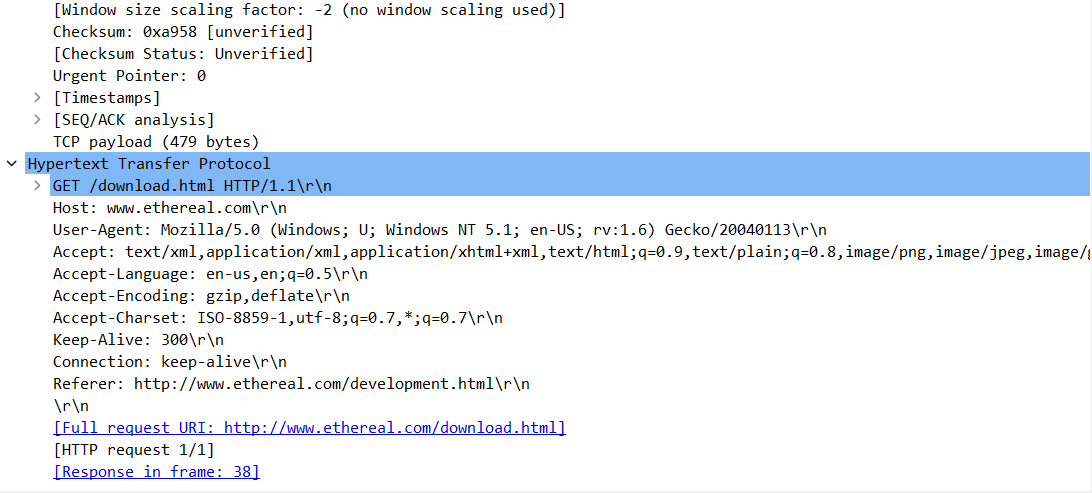 [Window size scaling factor: -2 (no window scaling used)]
Checksum: 0xa958 [unverified]
[Checksum Status: Unverified]
Urgent Pointer: 0
[Timestamps]
[SEQ/ACK analysis]
TCP payload (479 bytes)
Hypertext Transfer Protocol
GET /download.html HTTP/1.1\r\n
Host: www.ethereal.com\r\n
User-Agent: Mozilla/5.0 (Windows; U; Windows NT 5.1; en-US; rv:1.6) Gecko/20040113\r\n
Accept: text/xml,application/xml,application/xhtml+xml,text/html;q=0.9,text/plain;q=0.8,image/png,image/jpeg,image/
Accept-Language: en-us,en;q=0.5\r\n
Accept-Encoding: gzip,deflate\r\n
Accept-Charset: ISO-8859-1,utf-8;q=0.7,*;q=0.7\r\n
Keep-Alive: 300\r\n
Connection: keep-alive\r\n
Referer: http://www.ethereal.com/development.html\r\n
\r\n
[Full request URI: http://www.ethereal.com/download.html]
[HTTP request 1/1]
[Response in frame: 38]